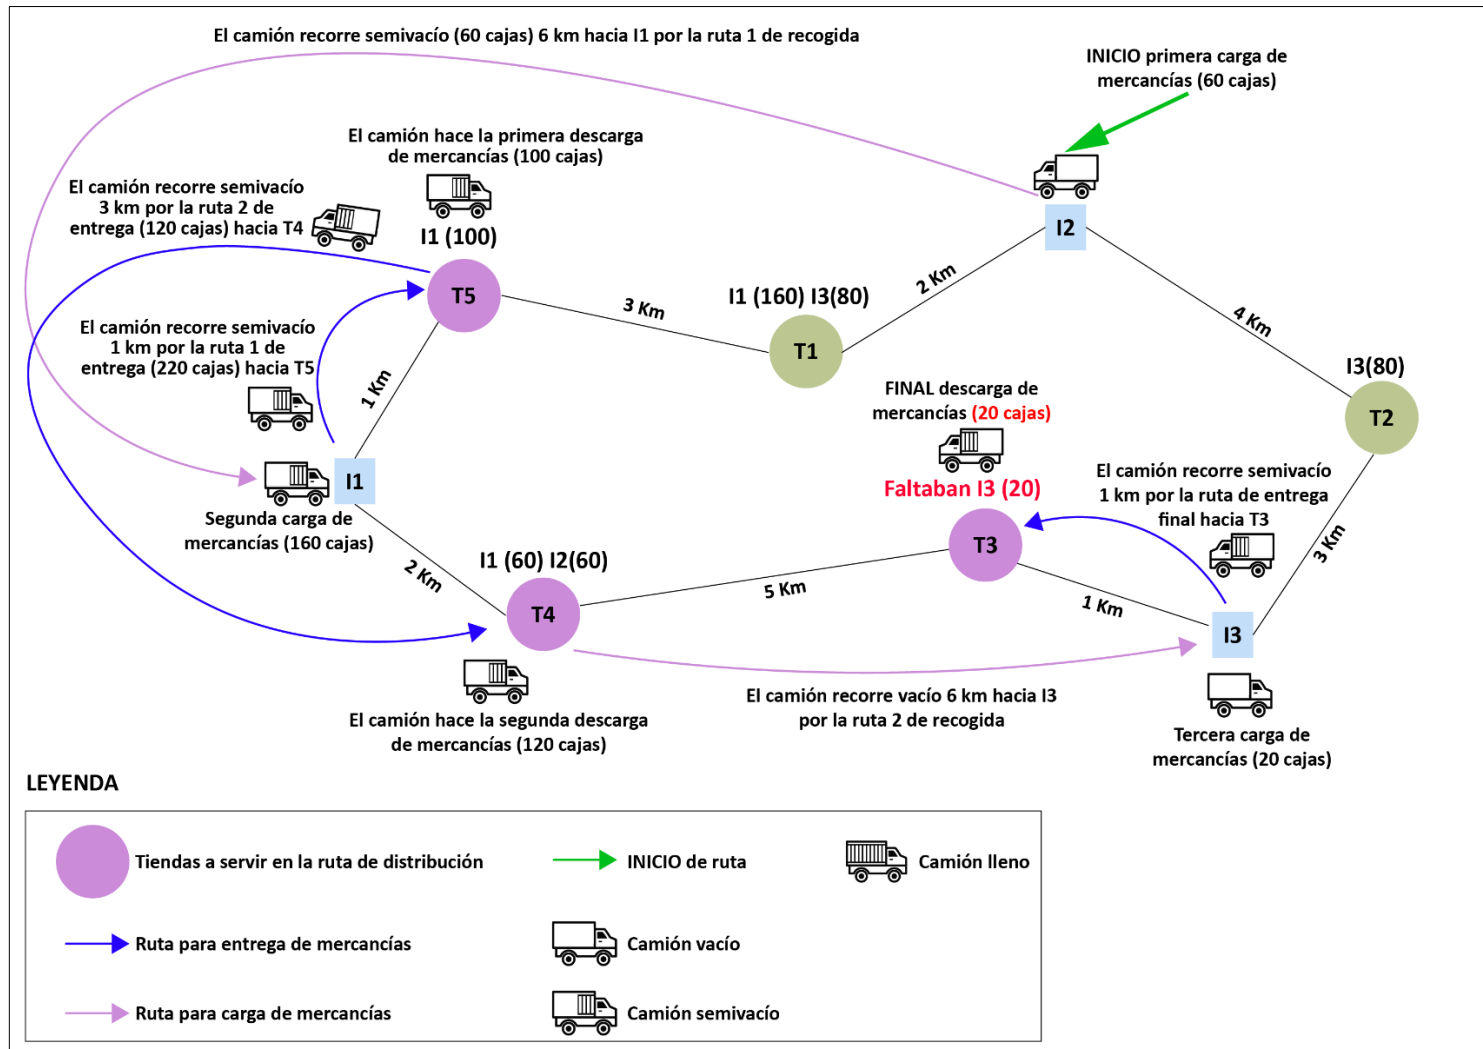 El camión recorre semivacío (60 cajas) 6 km hacia I1 por la ruta 1 de recogida
INICIO primera carga de
mercancías (60 cajas)
El camión hace la primera descarga
de mercancías (100 cajas)
El camión recorre semivacío
3 km por la ruta 2 de
entrega (120 cajas) hacia T4
I1 (100)
I2
T5
3 Km
I1 (160) I3(80)
2 Km
T1
4 Km
El camión recorre semivacío
1 km por la ruta 1 de
entrega (220 cajas) hacia T5
1 Km
I3(80)
T2
FINAL descarga de
mercancías (20 cajas)
Faltaban I3 (20)
El camión recorre semivacío
1 km por la ruta de entrega
final hacia T3
I1
Segunda carga de
mercancías (160 cajas)
2 Km
I1 (60) I2(60)
T4
5 Km
T3
1 Km
3 Km
I3
El camión hace la segunda descarga
de mercancías (120 cajas)
El camión recorre vacío 6 km hacia I3
por la ruta 2 de recogida
Tercera carga de
mercancías (20 cajas)
LEYENDA
Tiendas a servir en la ruta de distribución
INICIO de ruta
Camión lleno
Ruta para entrega de mercancías
Camión vacío
Ruta para carga de mercancías
Camión semivacío